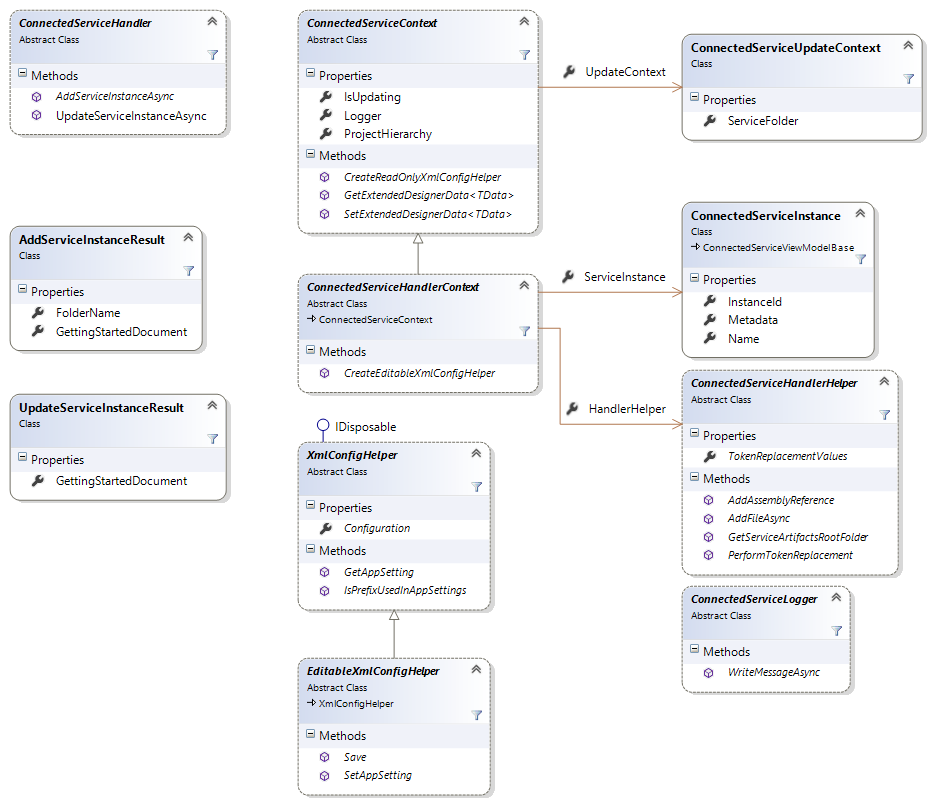 ConnectedServiceHandler
Abstract Class
Methods
AddServiceInstanceAsync
UpdateServiceInstanceAsync
AddServiceInstanceResult
Class
Properties
FolderName
GettingStartedDocument
UpdateServiceInstanceResult
Class
Properties
GettingStartedDocument
ConnectedServiceContext
Abstract Class
Properties
IsUpdating
Logger
ProjectHierarchy
Methods
CreateReadOnlyXmlConfigHelper
GetExtendedDesignerData<TData>
SetExtendedDesignerData<TData>
ConnectedServiceHandlerContext
Abstract Class
ConnectedServiceContext
Methods
CreateEditableXmlConfigHelper
IDisposable
XmlConfigHelper
Abstract Class
Properties
Configuration
Methods
GetAppSetting
IsPrefixUsedInAppSettings
EditableXmlConfigHelper
Abstract Class
XmlConfigHelper
Methods
Save
SetAppSetting
UpdateContext
ServiceInstance
HandlerHelper
ConnectedServiceUpdateContext
Class
Properties
ServiceFolder
ConnectedServiceInstance
Class
ConnectedServiceViewModelBase
Properties
InstanceId
Metadata
Name
ConnectedServiceHandlerHelper
Abstract Class
Properties
TokenReplacementValues
Methods
AddAssemblyReference
AddFileAsync
GetServiceArtifactsRootFolder
PerformTokenReplacement
ConnectedServiceLogger
Abstract Class
Methods
WriteMessageAsync